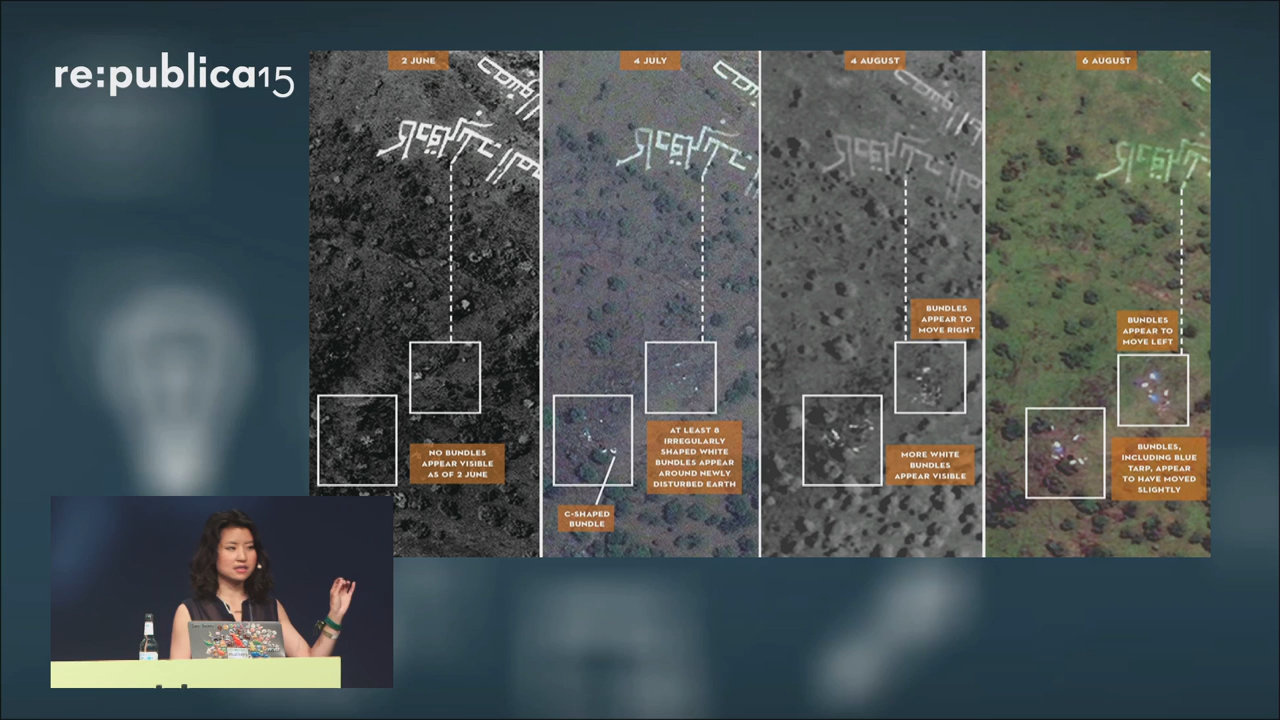 re:publica15
2 JUNE
4 JULY
4 AUGUST
6 AUGUST
NO BUNDLES
APPEAR VISIBLE
AS OF 2 JUNE
AT LEAST 8
IRREGULARLY
SHAPED WHITE
BUNDLES APPEAR
AROUND NEWLY
DISTURBED EARTH
C-SHAPED
BUNDLE
BUNDLES
APPEAR TO
MOVE RIGHT
MORE WHITE
BUNDLES
APPEAR VISIBLE
BUNDLES
APPEAR TO
MOVE LEFT
BUNDLES,
INCLUDING BLUE
TARP, APPEAR
TO HAVE MOVED
SLIGHTLY